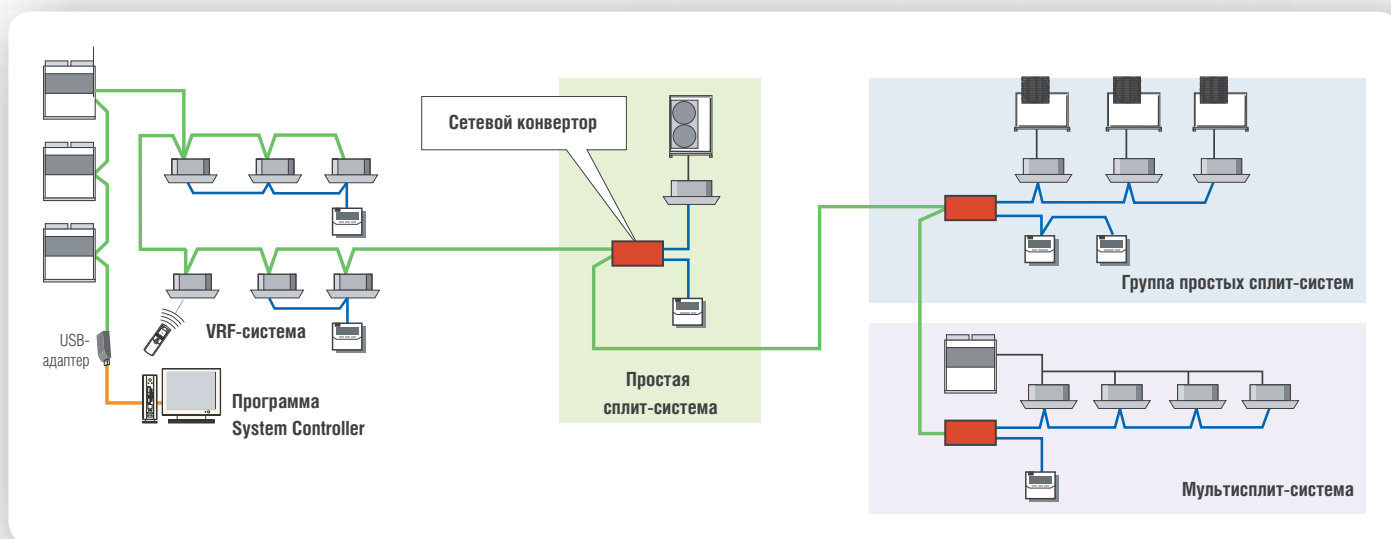 Сетевой конвертор
Группа простых сплит-систем
VRF-система
USB-
адаптер
Простая
сплит-система
Программа
System Controller
Мультисплит-система